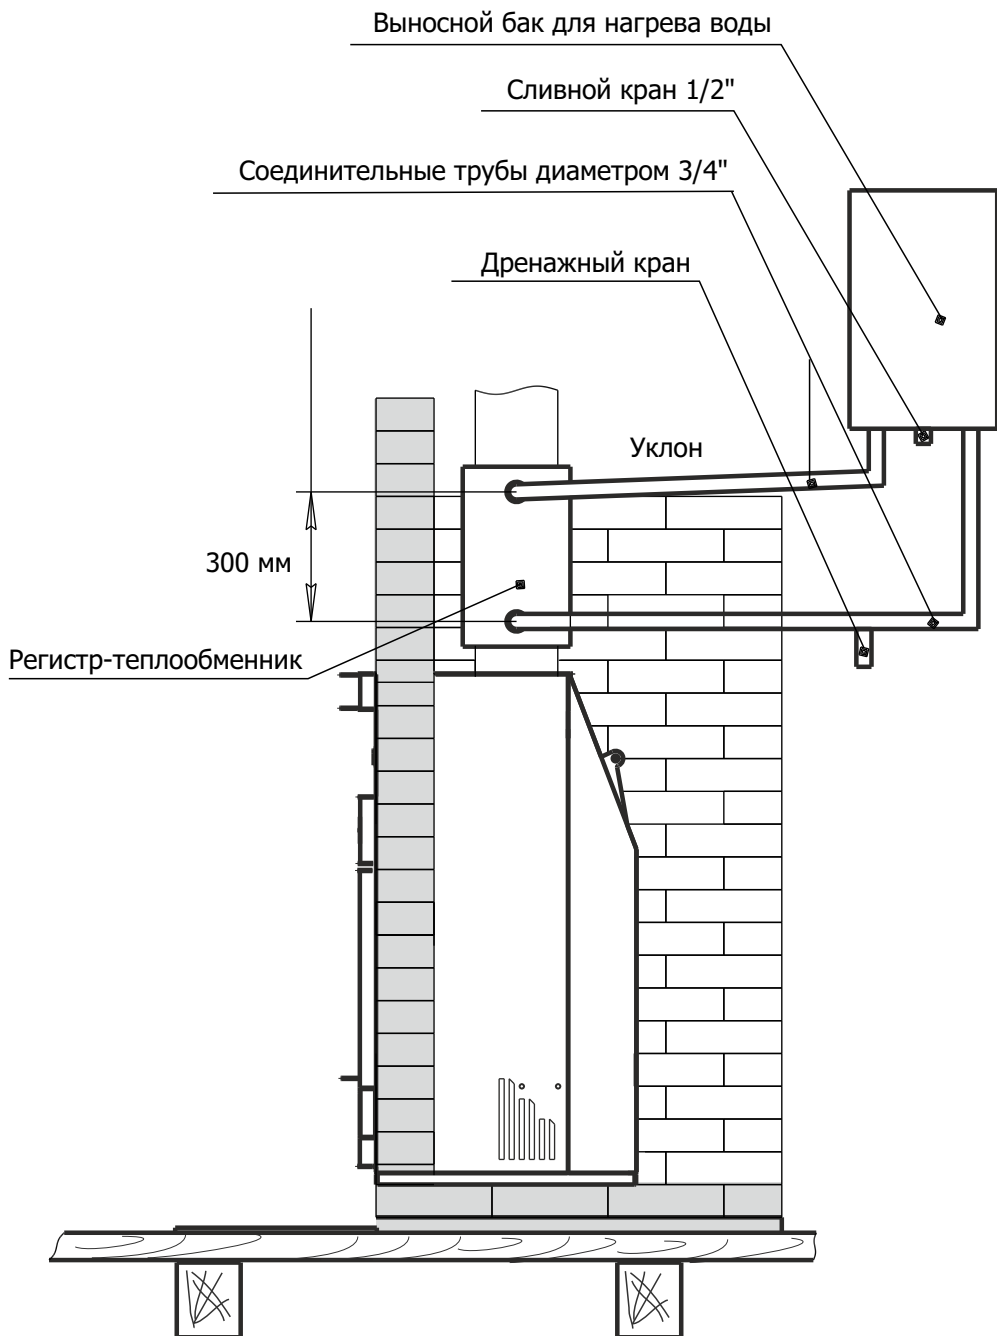 Выносной бак для нагрева воды
Сливной кран 1/2"
Соединительные трубы диаметром 3/4"
Дренажный кран
Уклон
300 мм
Регистр-теплообменник